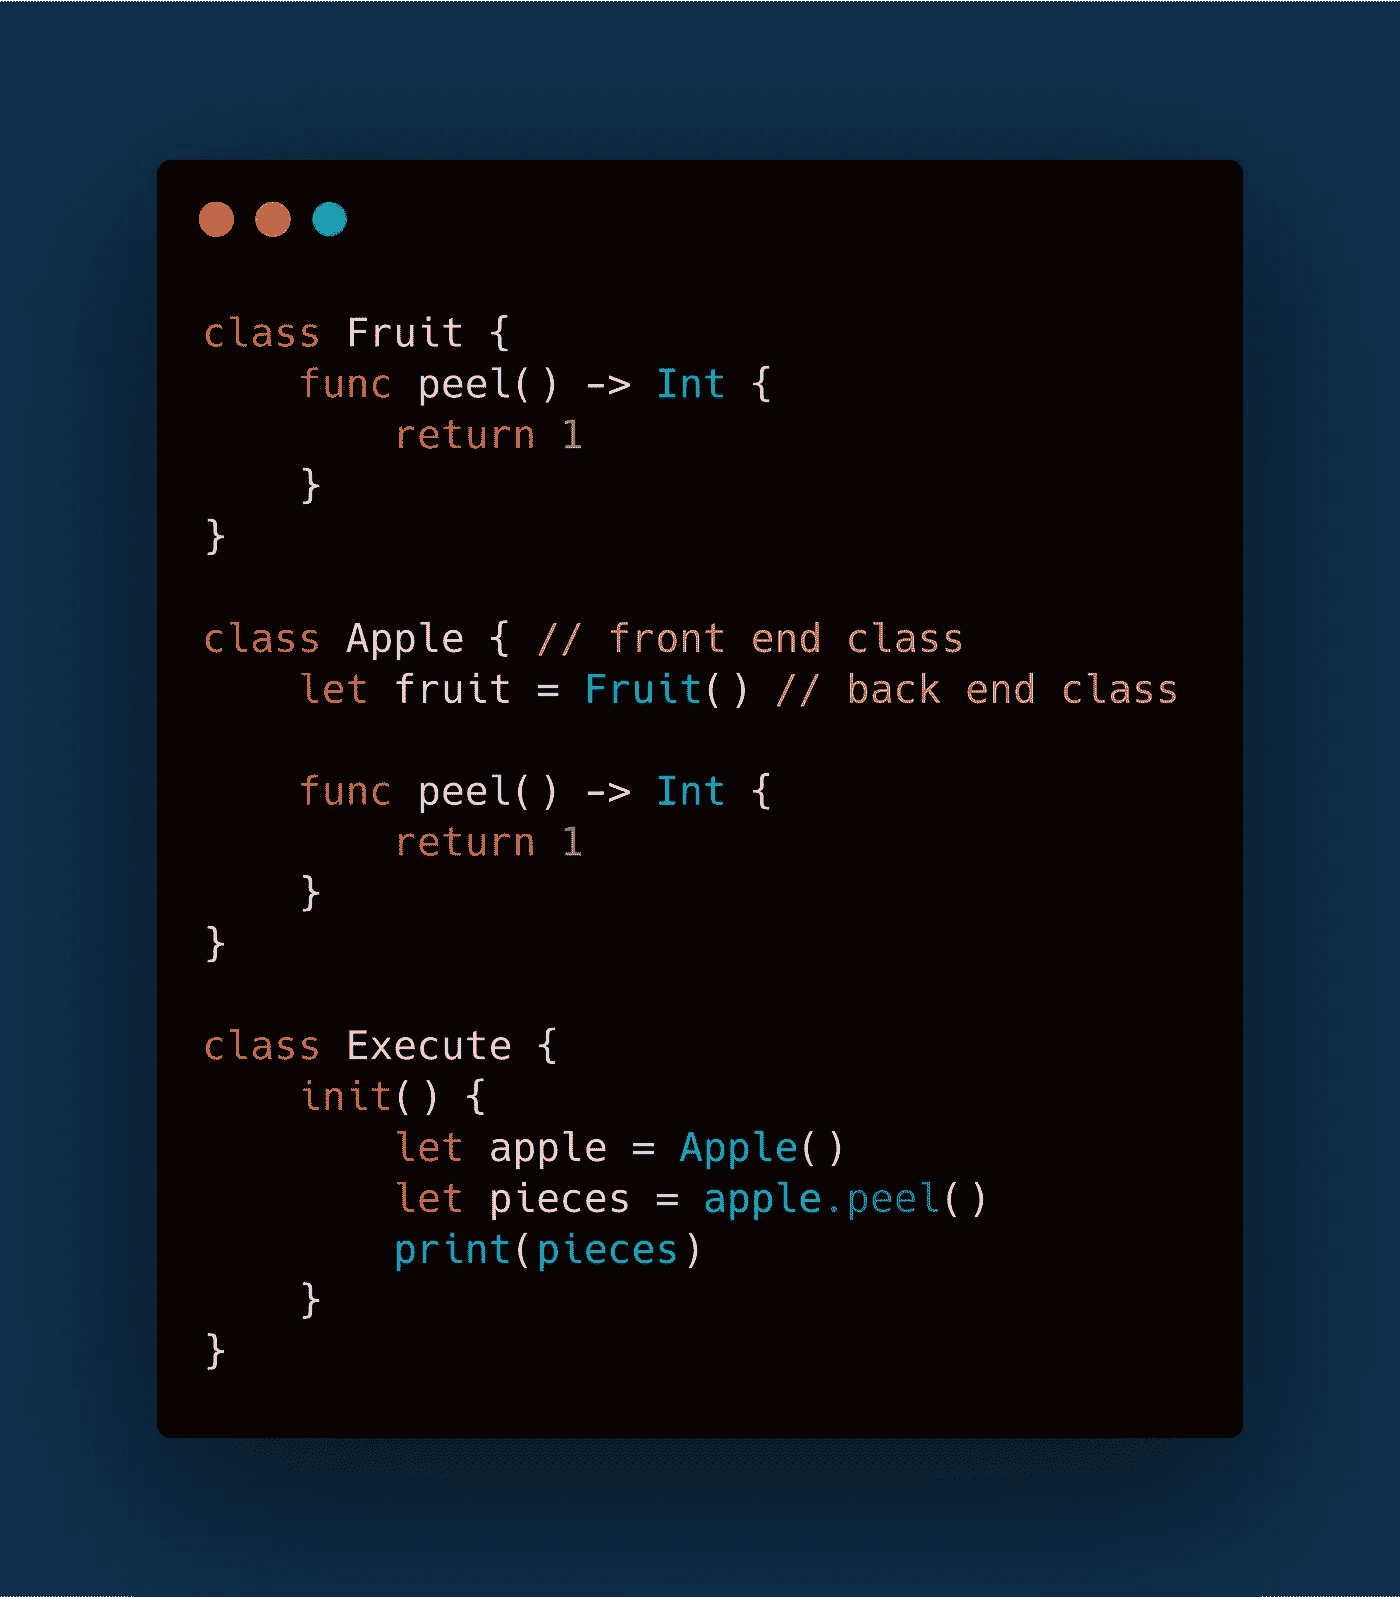 class Fruit {
    func peel() -> Int {
        return 1
    }
}

class Apple { // front end class
    let fruit = Fruit() // back end class

    func peel() -> Int {
        return 1
    }
}

class Execute {
    init() {
        let apple = Apple()
        let pieces = apple.peel()
        print(pieces)
    }
}